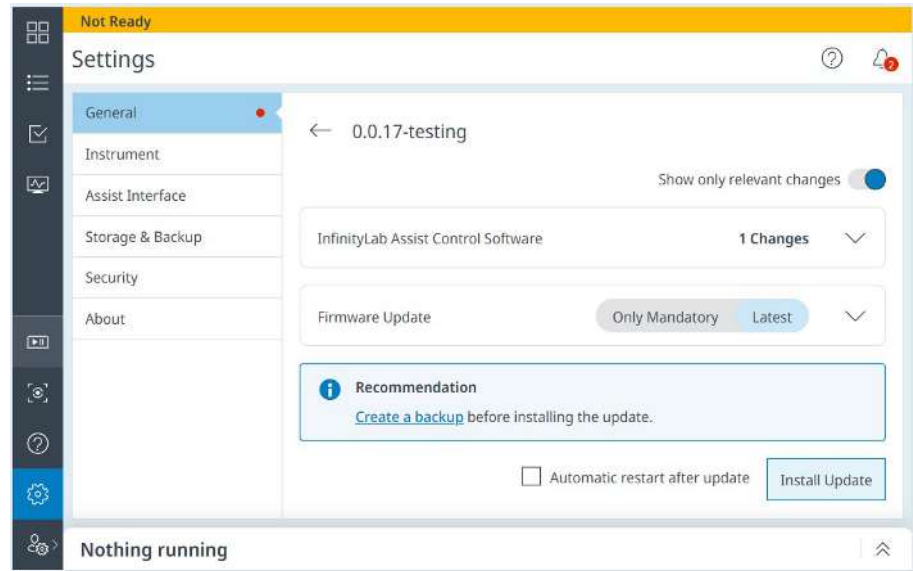 Not Ready
Settings
2
General
Instrument
Assist Interface
Storage & Backup
Security
About
0.0.17-testing
Show only relevant changes
InfinityLab Assist Control Software 1 Changes
Firmware Update Only Mandatory Latest
Recommendation
Create a backup before installing the update.
Automatic restart after update Install Update
Nothing running